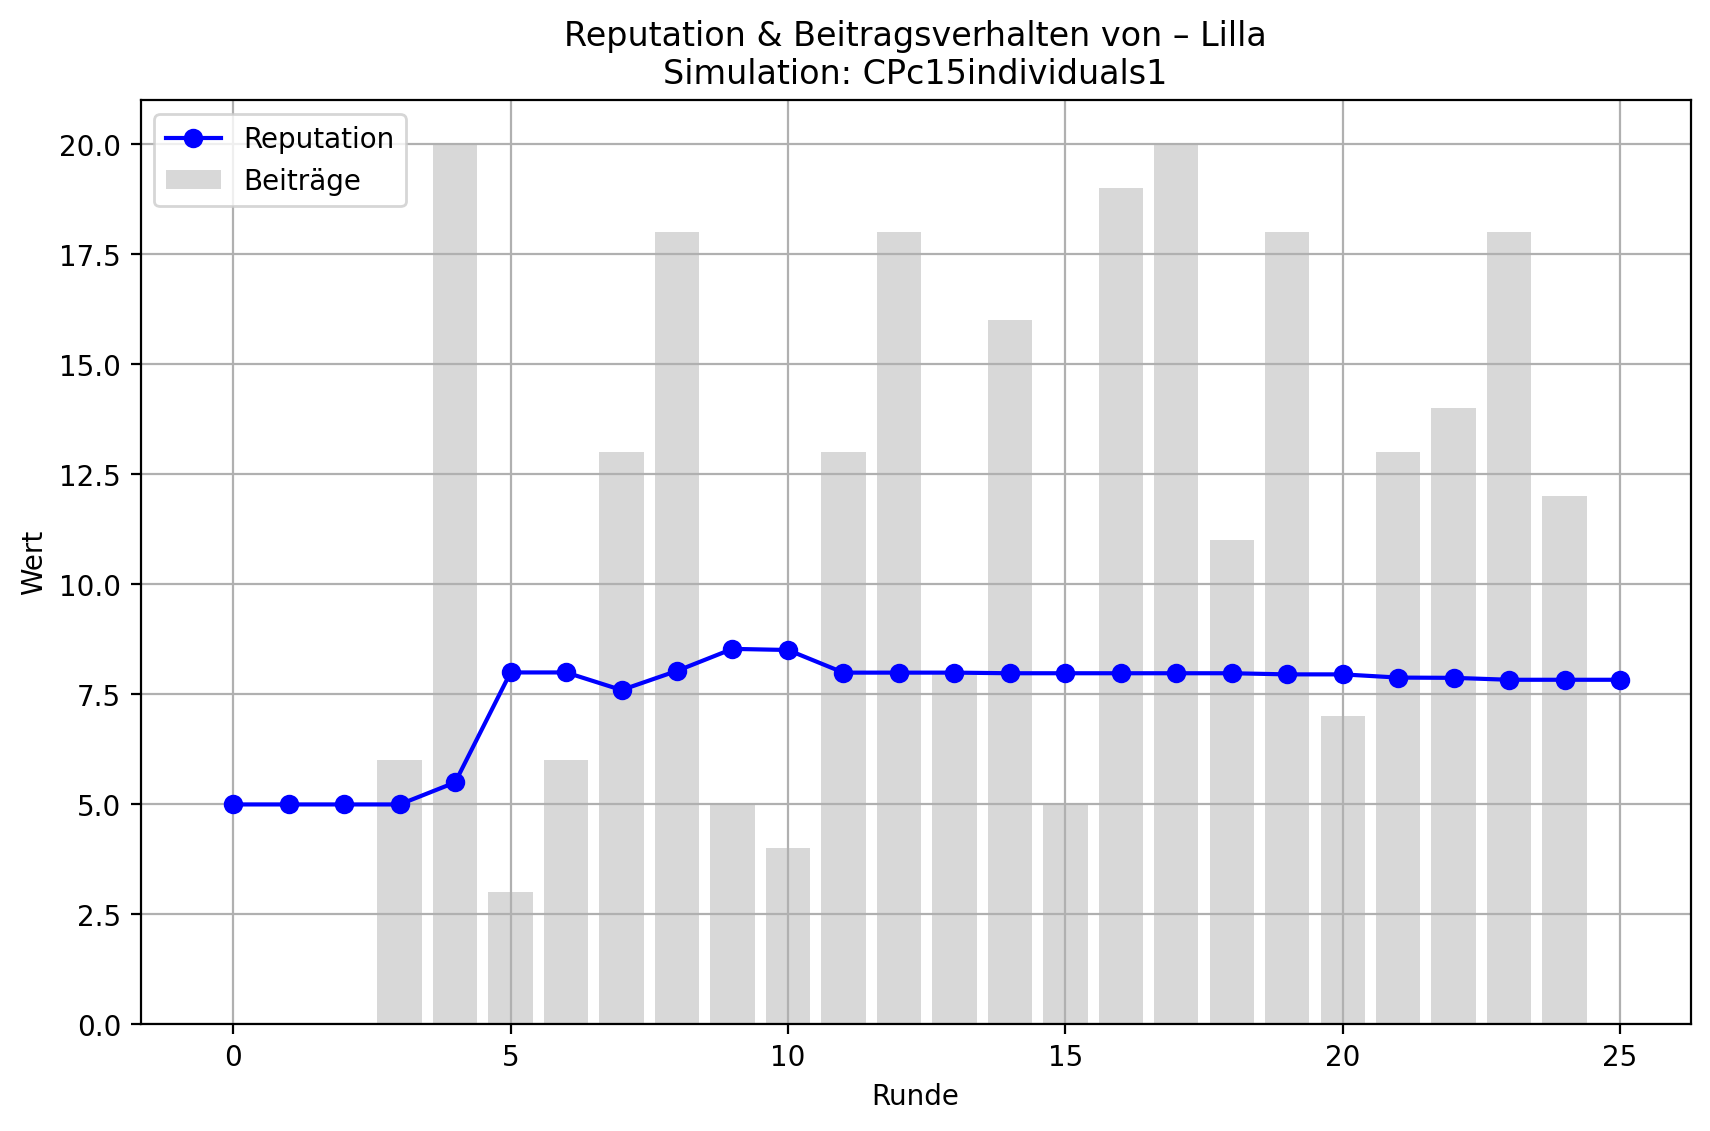 Reputation & Beitragsverhalten von – Lilla
Simulation: CPc15individuals1
Reputation
Beiträge
20.0
17.5
15.0
12.5
10.0
7.5
5.0
2.5
0.0
Wert
0 5 10 15 20 25
Runde